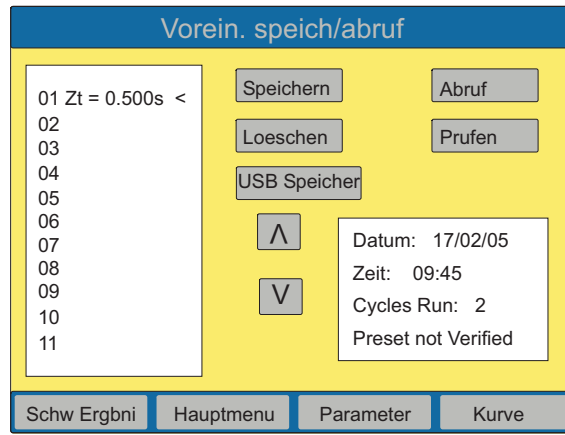 Vorein. speich/abruf
01 Zt = 0.500s <
02
03
04
05
06
07
08
09
10
11
Speichern
Abruf
Loeschen
Prufen
USB Speicher
Λ
V
Datum: 17/02/05
Zeit: 09:45
Cycles Run: 2
Preset not Verified
Schw Ergbni
Hauptmenu
Parameter
Kurve